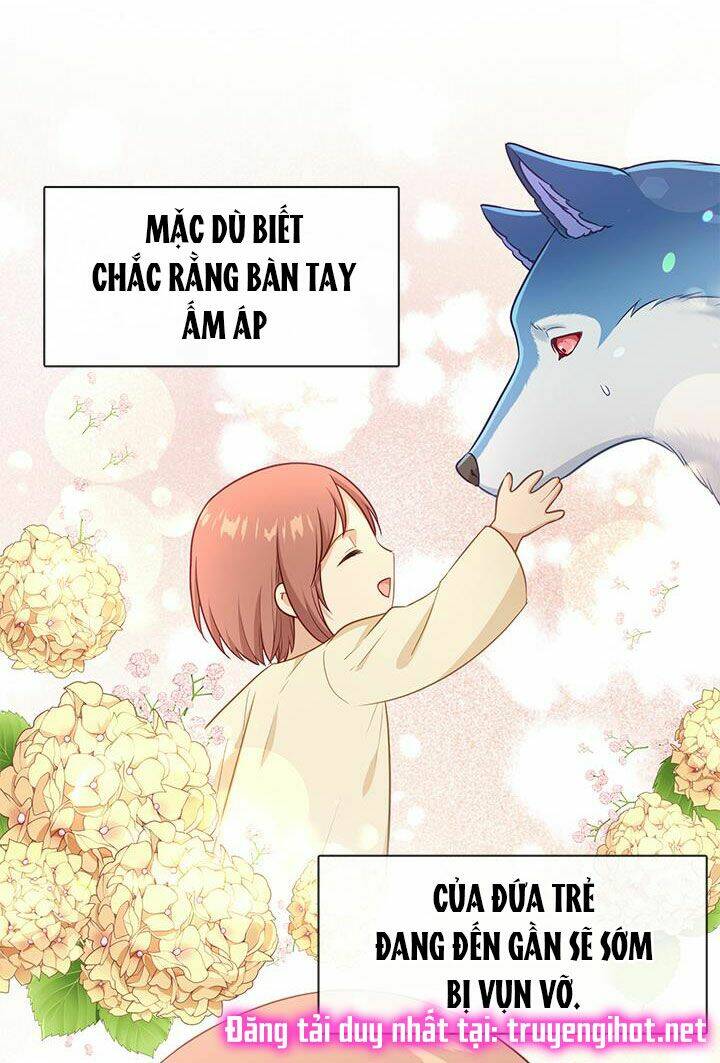 MẶC DÙ BIẾT
CHẮC RẰNG BÀN TAY
ẤM ÁP
CỦA ĐỨA TRẺ
ĐANG ĐẾN GẦN SẼ SỚM
BỊ VỤN VỠ.
Đăng tải duy nhất tại: truyengihot.net